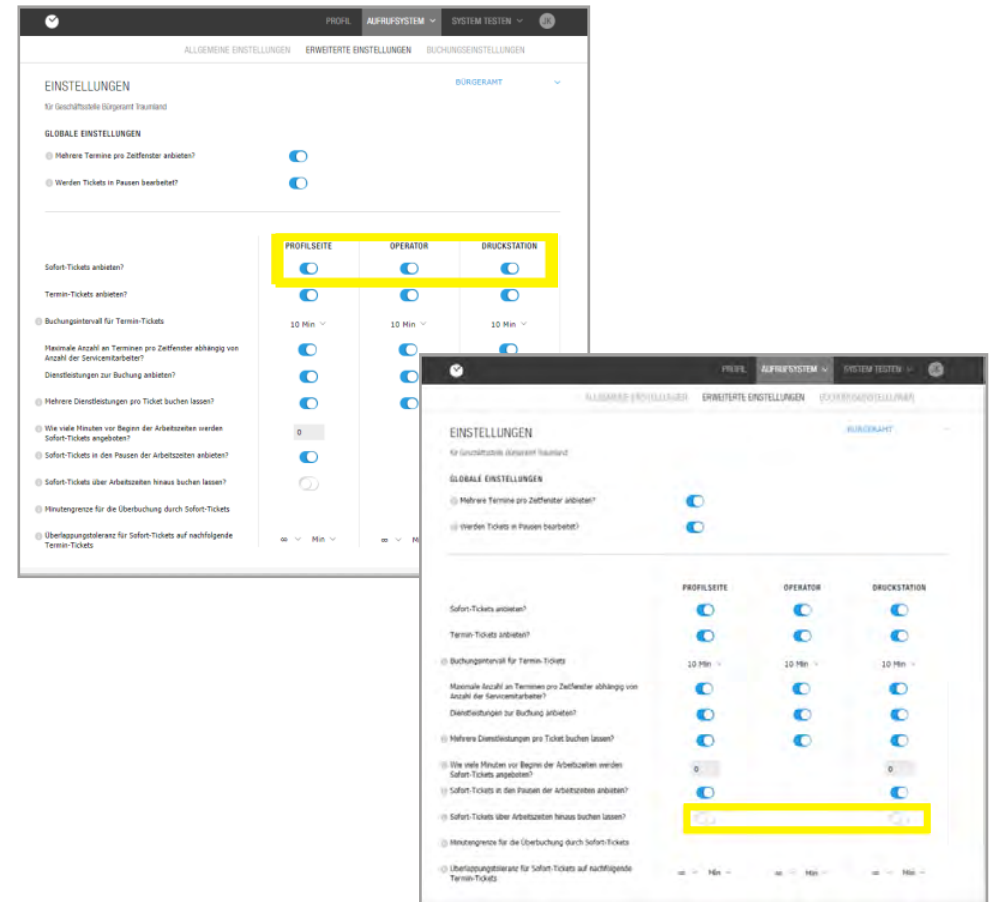 PROFIL AUFRUFSYSTEM SYSTEM TESTEN JK
ALLGEMEINE EINSTELLUNGEN ERWEITERTE EINSTELLUNGEN BUCHUNGSEINSTELLUNGEN
EINSTELLUNGEN BÜRGERAMT
für Geschäftsstelle Bürgeramt Traumland
GLOBALE EINSTELLUNGEN
Mehrere Termine pro Zeitfenster anbieten?
Werden Tickets in Pausen bearbeitet?
PROFILSEITE OPERATOR DRUCKSTATION
Sofort-Tickets anbieten?
Termin-Tickets anbieten?
Buchungsintervall für Termin-Tickets 10 Min 10 Min 10 Min
Maximale Anzahl an Terminen pro Zeitfenster abhängig von
Anzahl der Servicemitarbeiter?
Dienstleistungen zur Buchung anbieten?
Mehrere Dienstleistungen pro Ticket buchen lassen?
Wie viele Minuten vor Beginn der Arbeitszeiten werden
Sofort-Tickets angeboten? 0
Sofort-Tickets in den Pausen der Arbeitszeiten anbieten?
Sofort-Tickets über Arbeitszeiten hinaus buchen lassen?
Minutengrenze für die Überbuchung durch Sofort-Tickets
Überlappungstoleranz für Sofort-Tickets auf nachfolgende
Termin-Tickets ∞ Min ∞ M
PROFIL AUFRUFSYSTEM SYSTEM TESTEN JK
ALLGEMEINE EINSTELLUNGEN ERWEITERTE EINSTELLUNGEN BUCHUNGSEINSTELLUNGEN
EINSTELLUNGEN BÜRGERAMT
für Geschäftsstelle Bürgeramt Traumland
GLOBALE EINSTELLUNGEN
Mehrere Termine pro Zeitfenster anbieten?
Werden Tickets in Pausen bearbeitet?
PROFILSEITE OPERATOR DRUCKSTATION
Sofort-Tickets anbieten?
Termin-Tickets anbieten?
Buchungsintervall für Termin-Tickets 10 Min 10 Min 10 Min
Maximale Anzahl an Terminen pro Zeitfenster abhängig von
Anzahl der Servicemitarbeiter?
Dienstleistungen zur Buchung anbieten?
Mehrere Dienstleistungen pro Ticket buchen lassen?
Wie viele Minuten vor Beginn der Arbeitszeiten werden
Sofort-Tickets angeboten? 0 0
Sofort-Tickets in den Pausen der Arbeitszeiten anbieten?
Sofort-Tickets über Arbeitszeiten hinaus buchen lassen?
Minutengrenze für die Überbuchung durch Sofort-Tickets
Überlappungstoleranz für Sofort-Tickets auf nachfolgende
Termin-Tickets ∞ Min ∞ Min ∞ Min